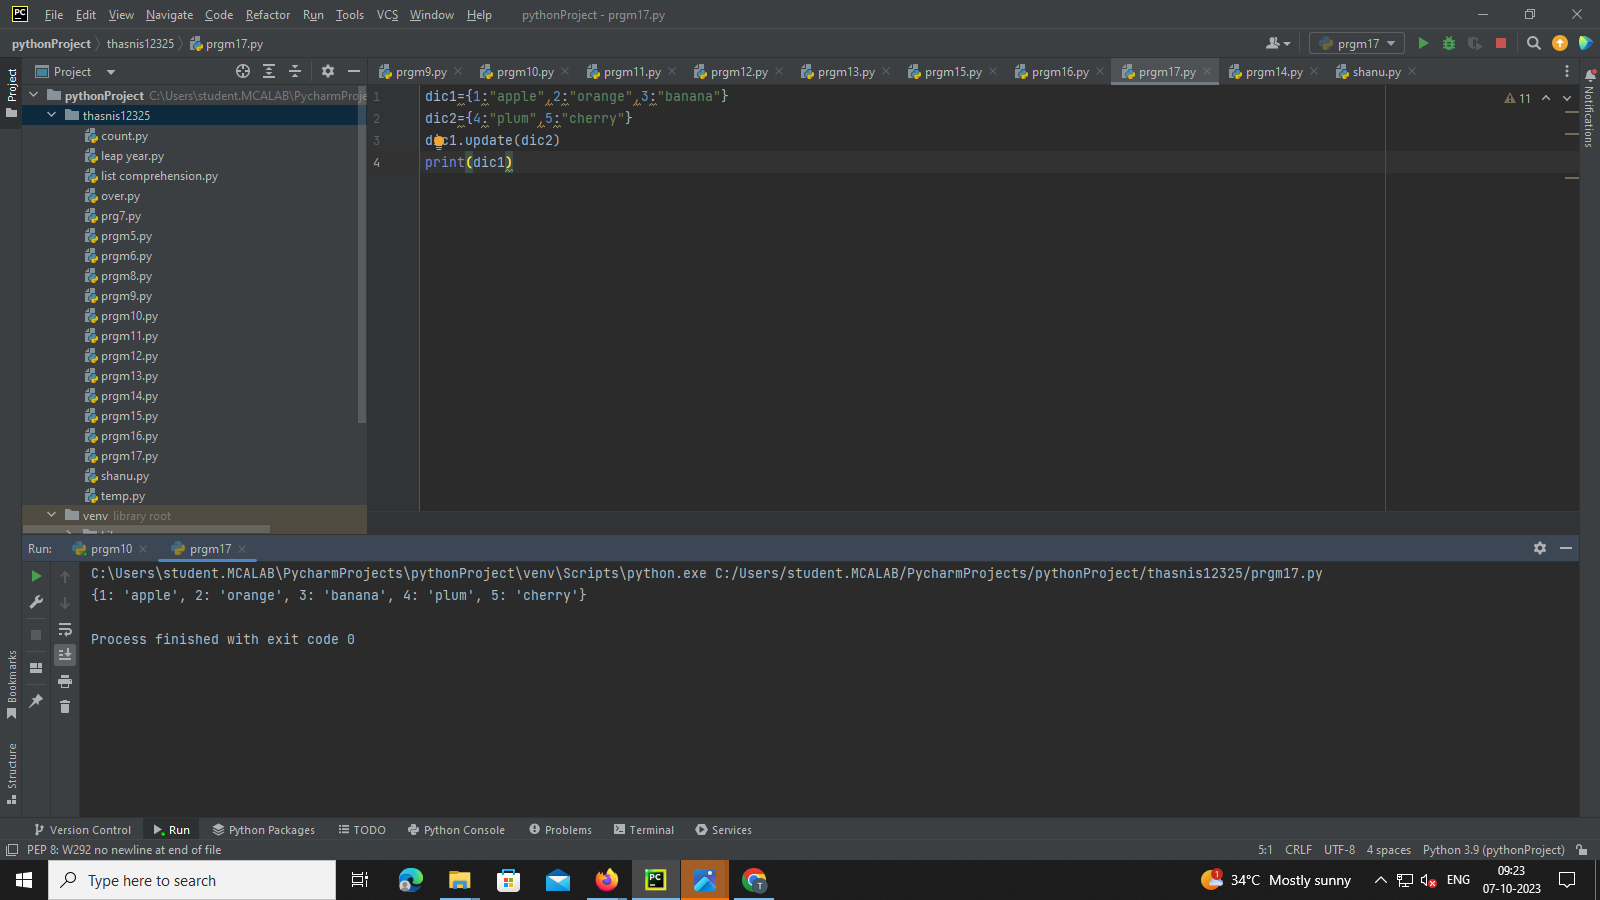 PC File Edit View Navigate Code Refactor Run Tools VCS Window Help pythonProject - prgm17.py
pythonProject thasnis12325 prgm17.py prgm17
Project
Project
prgm9.py prgm10.py prgm11.py prgm12.py prgm13.py prgm15.py prgm16.py prgm17.py prgm14.py shanu.py
pythonProject C:\Users\student.MCALAB\PycharmProje
thasnis12325
count.py
leap year.py
list comprehension.py
over.py
prg7.py
prgm5.py
prgm6.py
prgm8.py
prgm9.py
prgm10.py
prgm11.py
prgm12.py
prgm13.py
prgm14.py
prgm15.py
prgm16.py
prgm17.py
shanu.py
temp.py
venv library root
1 dic1={1:"apple",2:"orange",3:"banana"}
2 dic2={4:"plum",5:"cherry"}
3 dic1.update(dic2)
4 print(dic1)
11
Notifications
Run: prgm10 prgm17
C:\Users\student.MCALAB\PycharmProjects\pythonProject\venv\Scripts\python.exe C:/Users/student.MCALAB/PycharmProjects/pythonProject/thasnis12325/prgm17.py
{1: 'apple', 2: 'orange', 3: 'banana', 4: 'plum', 5: 'cherry'}
Process finished with exit code 0
Bookmarks
Structure
Version Control Run Python Packages TODO Python Console Problems Terminal Services
PEP 8: W292 no newline at end of file 5:1 CRLF UTF-8 4 spaces Python 3.9 (pythonProject)
Type here to search PC T 1 34°C Mostly sunny ENG 09:23
07-10-2023